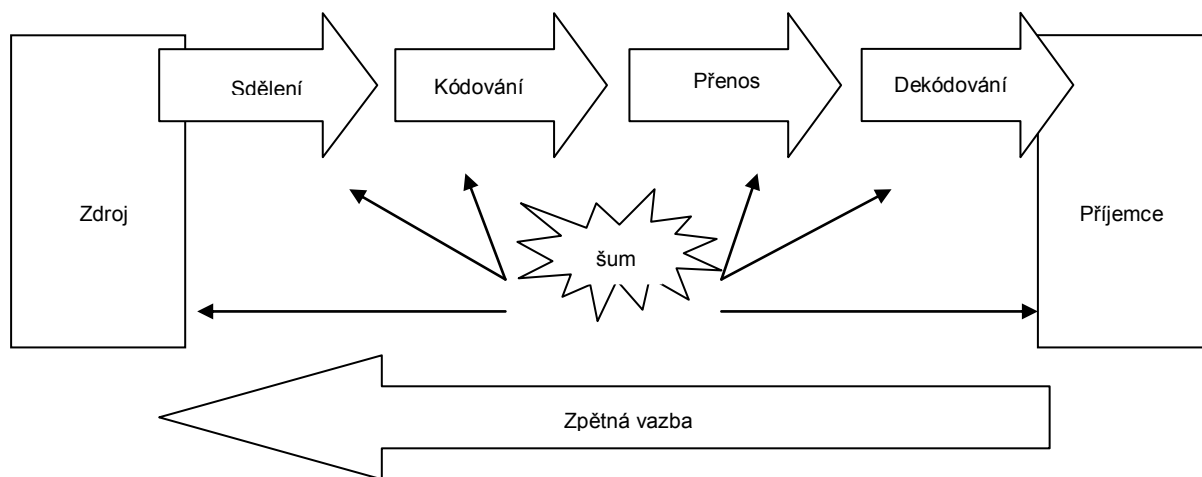 Sdělení
Kódování
Přenos
Dekódování
Zdroj
šum
Příjemce
Zpětná vazba